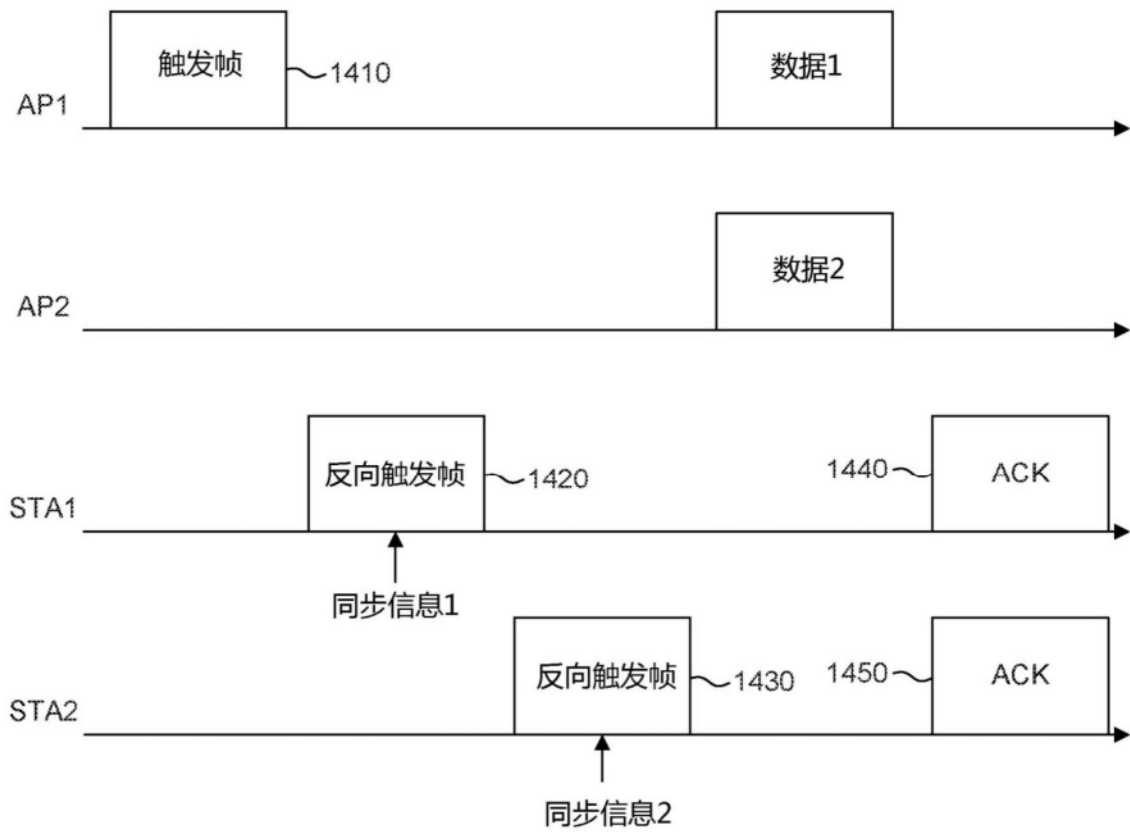 触发帧
1410
数据1
AP1
数据2
AP2
反向触发帧
1420
1440
ACK
STA1
同步信息1
反向触发帧
1430
1450
ACK
STA2
同步信息2